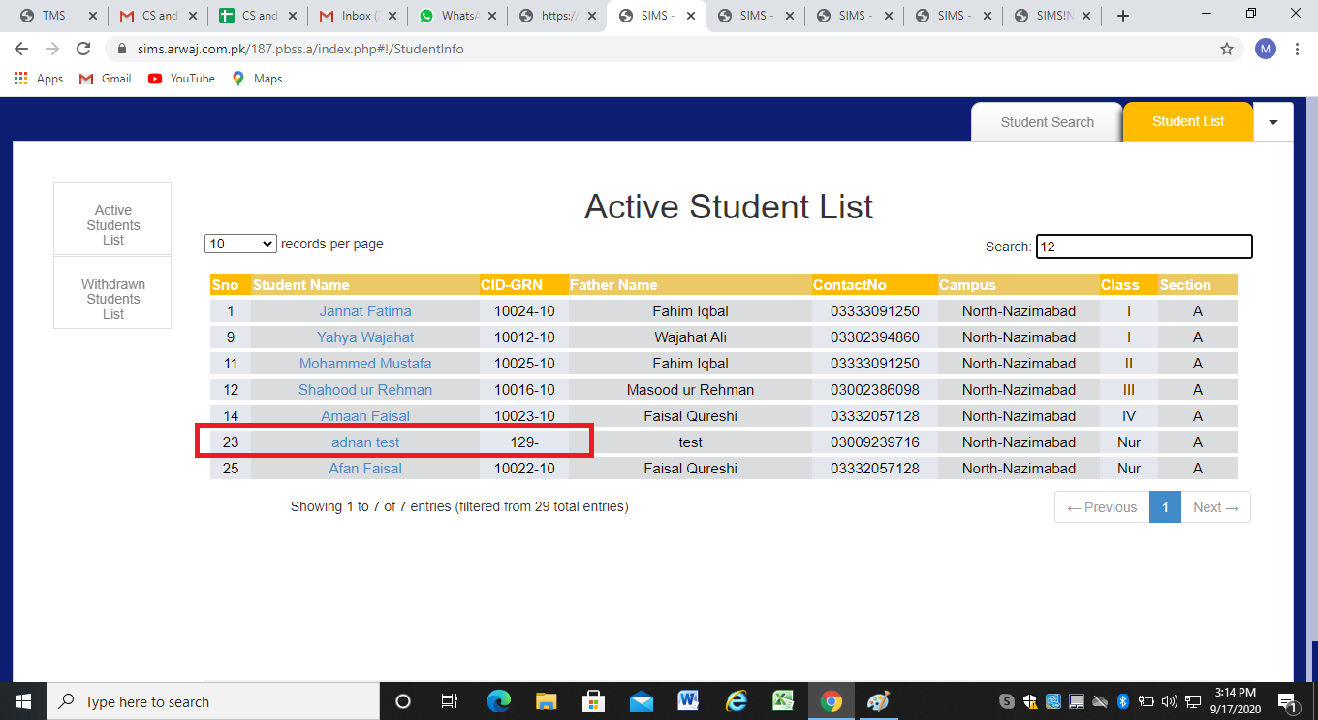 TMS CS and CS and Inbox (2 WhatsA https:// SIMS - SIMS - SIMS - SIMS - SIMS!N
sims.arwaj.com.pk/187.pbss.a/index.php#!/StudentInfo M
Apps Gmail YouTube Maps
Student Search Student List
Active Students List
Withdrawn Students List
Active Student List
10 records per page Search: 12
Sno Student Name CID-GRN Father Name ContactNo Campus Class Section
1 Jannat Fatima 10024-10 Fahim Iqbal 03333091250 North-Nazimabad I A
9 Yahya Wajahat 10012-10 Wajahat Ali 03302394860 North-Nazimabad I A
11 Mohammed Mustafa 10025-10 Fahim Iqbal 03333091250 North-Nazimabad II A
12 Shahood ur Rehman 10016-10 Masood ur Rehman 03002386098 North-Nazimabad III A
14 Amaan Faisal 10023-10 Faisal Qureshi 03332057128 North-Nazimabad IV A
23 adnan test 129- test 03009239716 North-Nazimabad Nur A
25 Afan Faisal 10022-10 Faisal Qureshi 03332057128 North-Nazimabad Nur A
Showing 1 to 7 of 7 entries (filtered from 29 total entries) ← Previous 1 Next →
Type here to search
3:14 PM
9/17/2020
1